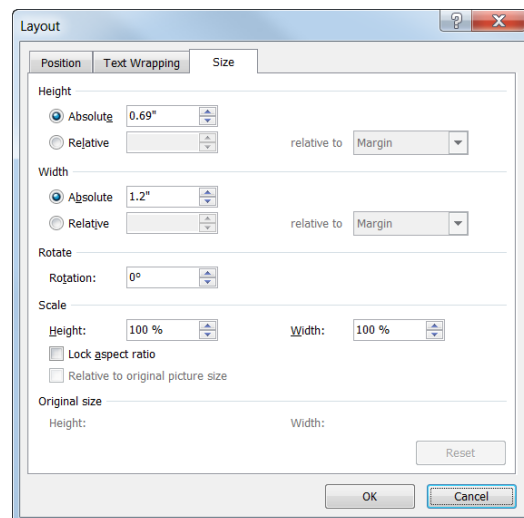 Layout
Position Text Wrapping Size
Height
Absolute 0.69"
Relative relative to Margin
Width
Absolute 1.2"
Relative relative to Margin
Rotate
Rotation: 0°
Scale
Height: 100 % Width: 100 %
Lock aspect ratio
Relative to original picture size
Original size
Height: Width:
Reset
OK Cancel